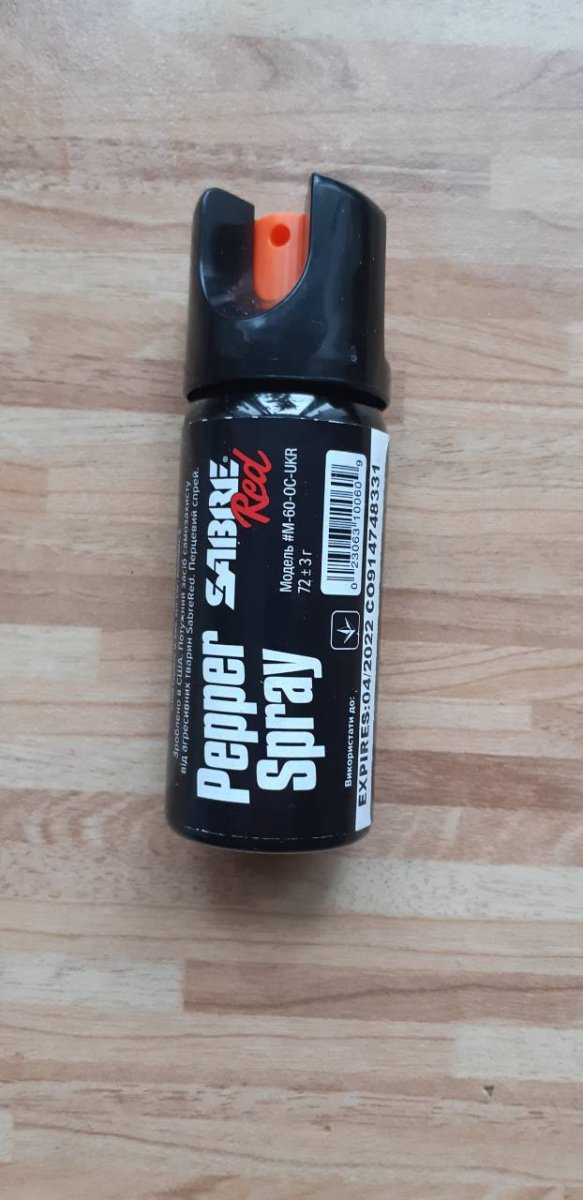 Зроблено в США. Потужний засіб самозахисту
від агресивних тварин SabreRed. Перцевий спрей.
Pepper
Spray
SABRE®
Red
Модель #M-60-OC-UKR
72 ± 3 г
0 23063 10060 9
Використати до:
EXPIRES:04/2022 CO914748331